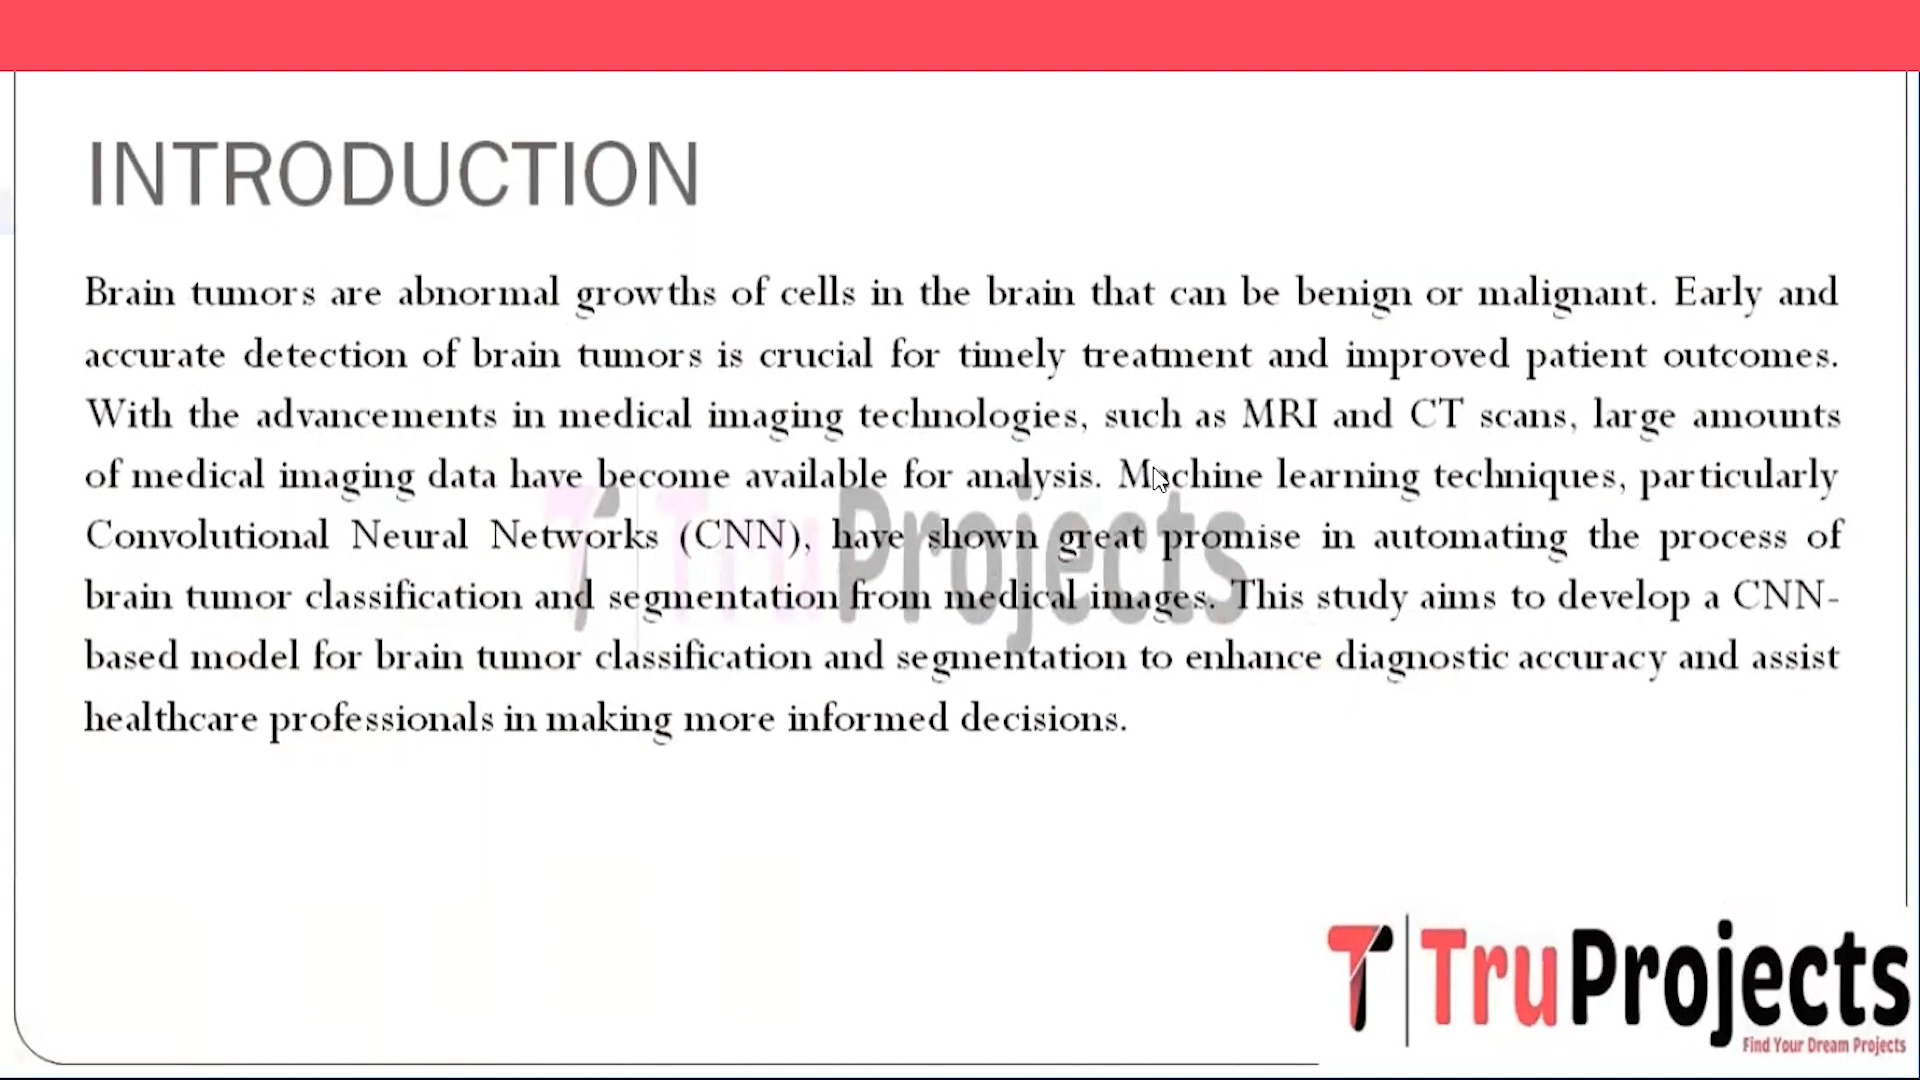 INTRODUCTION
Brain tumors are abnormal growths of cells in the brain that can be benign or malignant. Early and
accurate detection of brain tumors is crucial for timely treatment and improved patient outcomes.
With the advancements in medical imaging technologies, such as MRI and CT scans, large amounts
of medical imaging data have become available for analysis. Machine learning techniques, particularly
Convolutional Neural Networks (CNN), have shown great promise in automating the process of
brain tumor classification and segmentation from medical images. This study aims to develop a CNN-
based model for brain tumor classification and segmentation to enhance diagnostic accuracy and assist
healthcare professionals in making more informed decisions.
TruProjects
TruProjects
Find Your Dream Projects